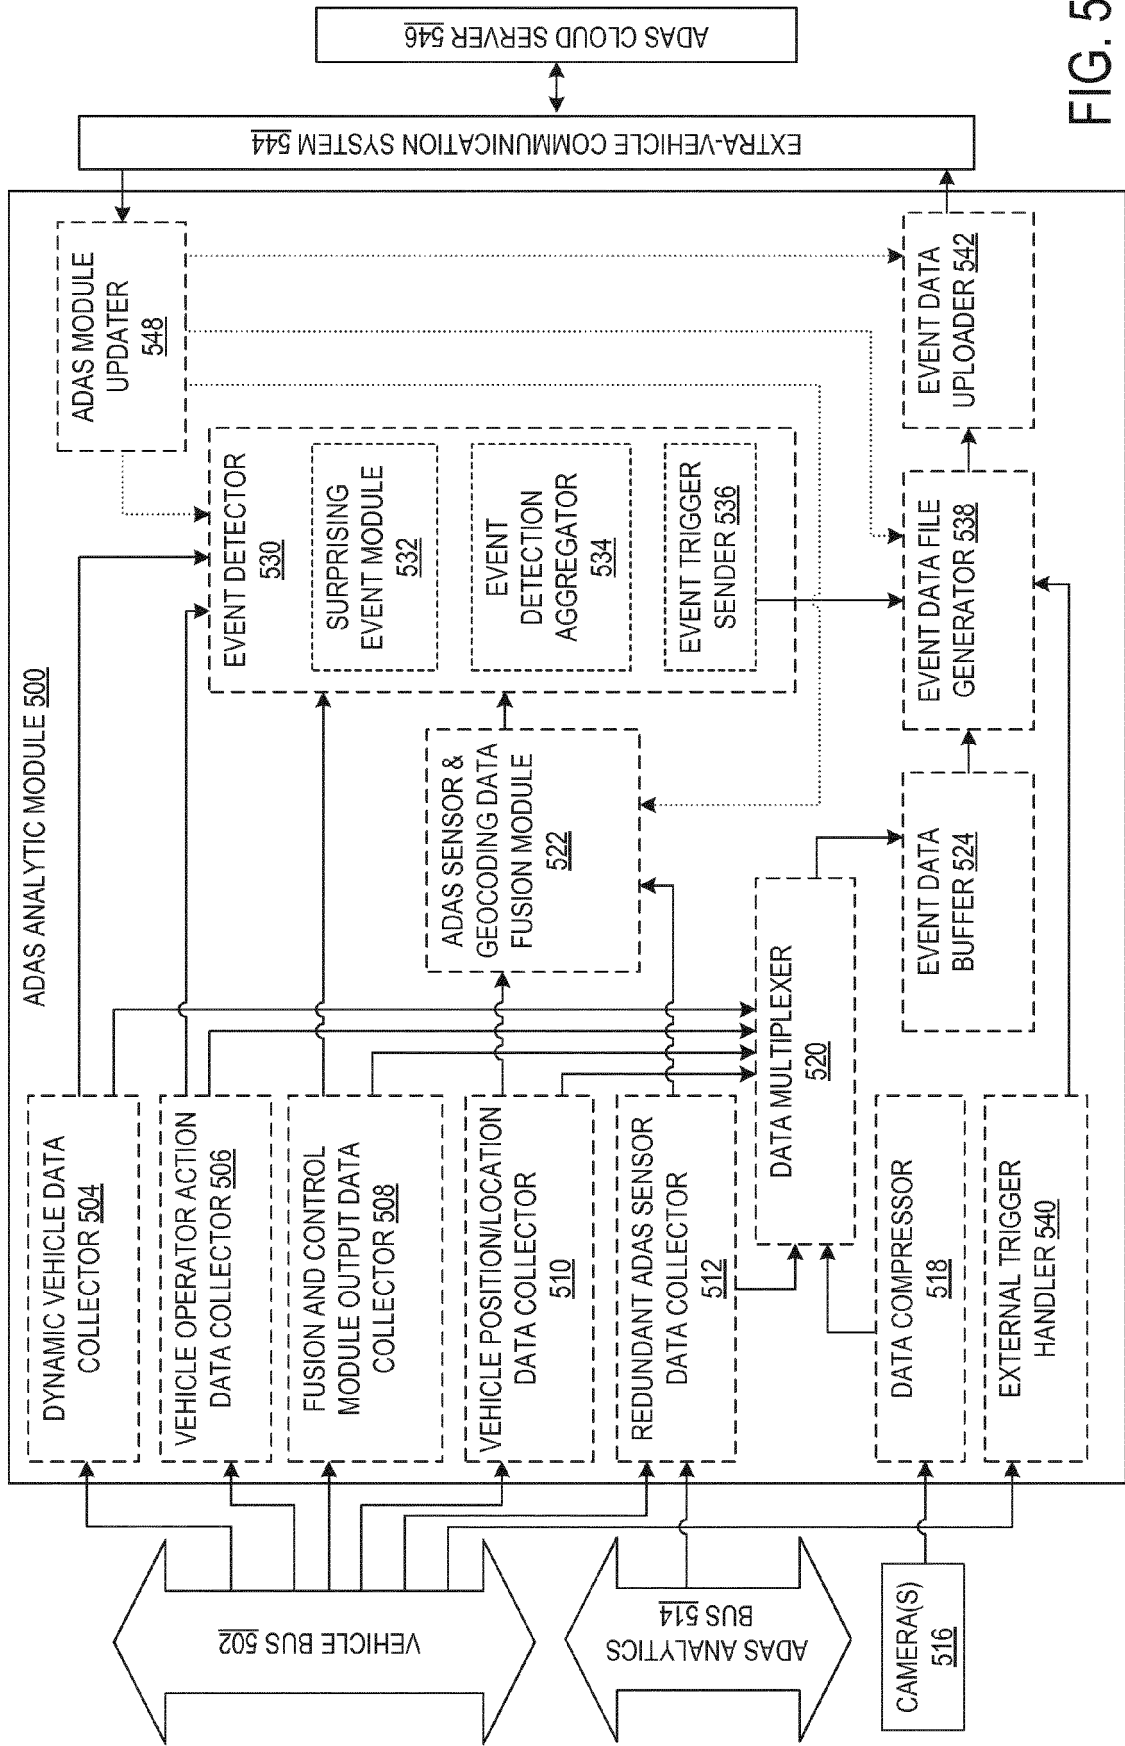 ADAS ANALYTIC MODULE 500
VEHICLE BUS 502
ADAS ANALYTICS
BUS 514
CAMERA(S)
516
DYNAMIC VEHICLE DATA
COLLECTOR 504
VEHICLE OPERATOR ACTION
DATA COLLECTOR 506
FUSION AND CONTROL
MODULE OUTPUT DATA
COLLECTOR 508
VEHICLE POSITION/LOCATION
DATA COLLECTOR
510
REDUNDANT ADAS SENSOR
DATA COLLECTOR
512
DATA COMPRESSOR
518
EXTERNAL TRIGGER
HANDLER 540
DATA MULTIPLEXER
520
ADAS SENSOR &
GEOCODING DATA
FUSION MODULE
522
EVENT DATA
BUFFER 524
EVENT DETECTOR
530
SURPRISING
EVENT MODULE
532
EVENT
DETECTION
AGGREGATOR
534
EVENT TRIGGER
SENDER 536
EVENT DATA FILE
GENERATOR 538
ADAS MODULE
UPDATER
548
EVENT DATA
UPLOADER 542
EXTRA-VEHICLE COMMUNICATION SYSTEM 544
ADAS CLOUD SERVER 546
FIG. 5